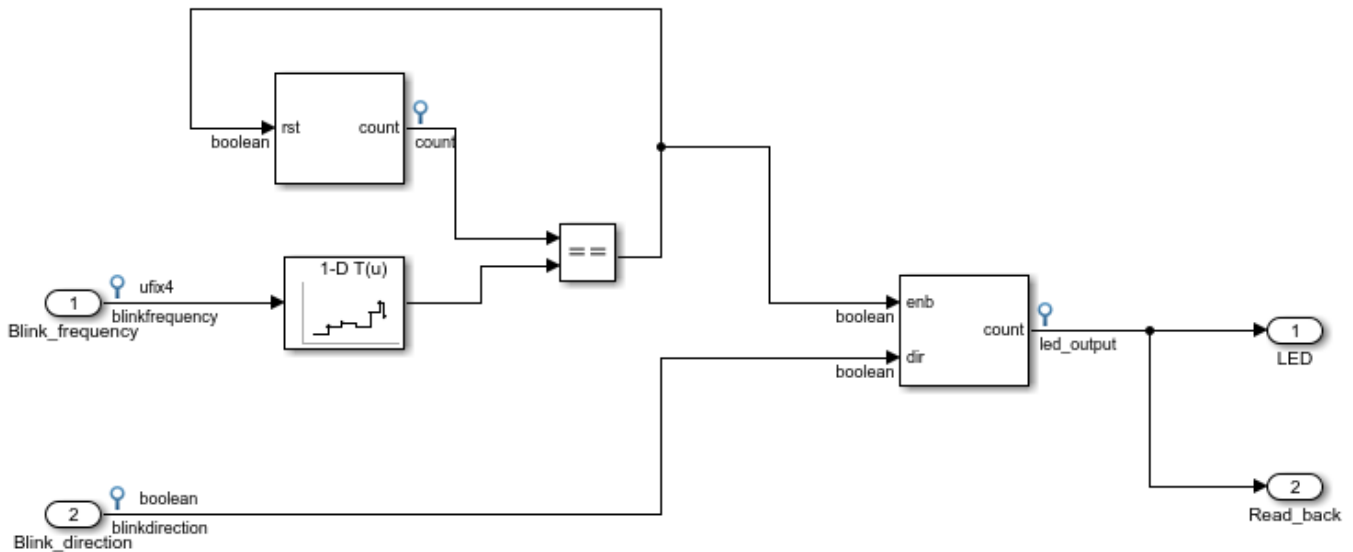 rst
count
boolean
count
==
1-D T(u)
1
ufix4
blinkfrequency
Blink_frequency
enb
boolean
count
led_output
dir
boolean
1
LED
2
boolean
blinkdirection
Blink_direction
2
Read_back